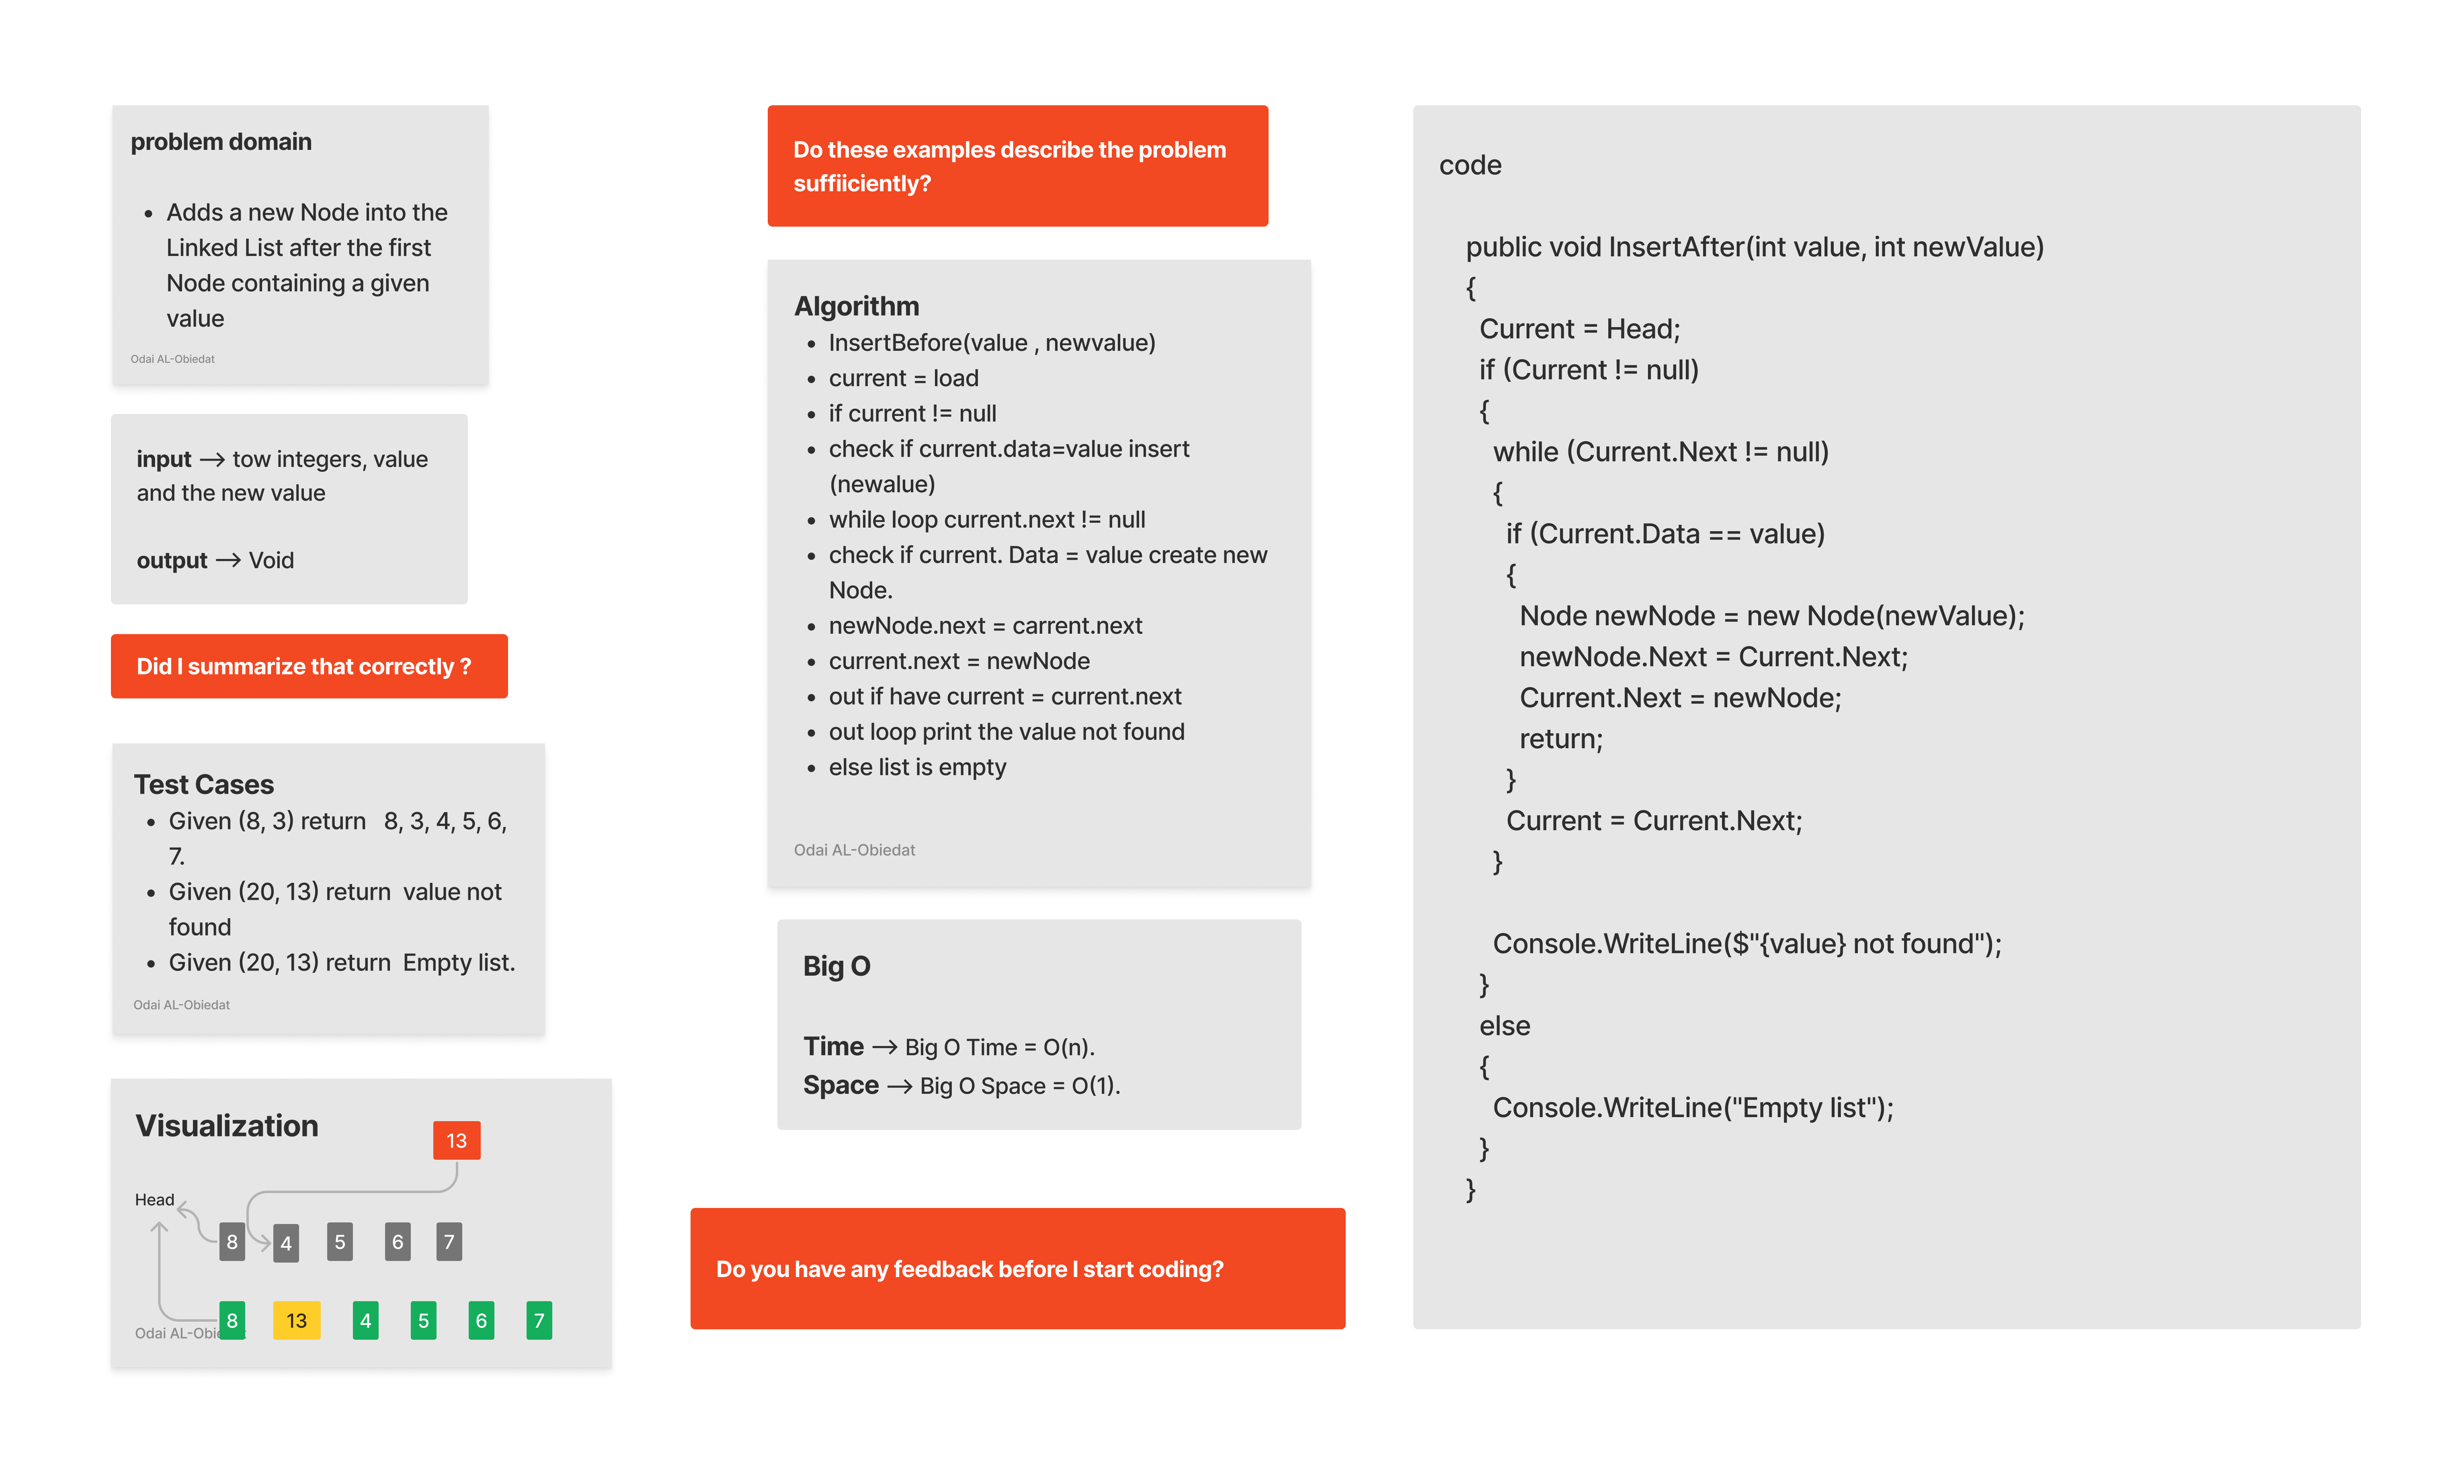 problem domain
• Adds a new Node into the
Linked List after the first
Node containing a given
value
Odai AL-Obiedat
input → tow integers, value
and the new value
output → Void
Did I summarize that correctly ?
Test Cases
• Given (8, 3) return 8, 3, 4, 5, 6,
7.
• Given (20, 13) return value not
found
• Given (20, 13) return Empty list.
Odai AL-Obiedat
Visualization
13
Head
8 4 5 6 7
8 13 4 5 6 7
Odai AL-Obie
Do these examples describe the problem
suffiiciently?
Algorithm
• InsertBefore(value , newvalue)
• current = load
• if current != null
• check if current.data=value insert
(newalue)
• while loop current.next != null
• check if current. Data = value create new
Node.
• newNode.next = carrent.next
• current.next = newNode
• out if have current = current.next
• out loop print the value not found
• else list is empty
Odai AL-Obiedat
Big O
Time → Big O Time = O(n).
Space → Big O Space = O(1).
Do you have any feedback before I start coding?
code
public void InsertAfter(int value, int newValue)
{
Current = Head;
if (Current != null)
{
while (Current.Next != null)
{
if (Current.Data == value)
{
Node newNode = new Node(newValue);
newNode.Next = Current.Next;
Current.Next = newNode;
return;
}
Current = Current.Next;
}
Console.WriteLine($"{value} not found");
}
else
{
Console.WriteLine("Empty list");
}
}